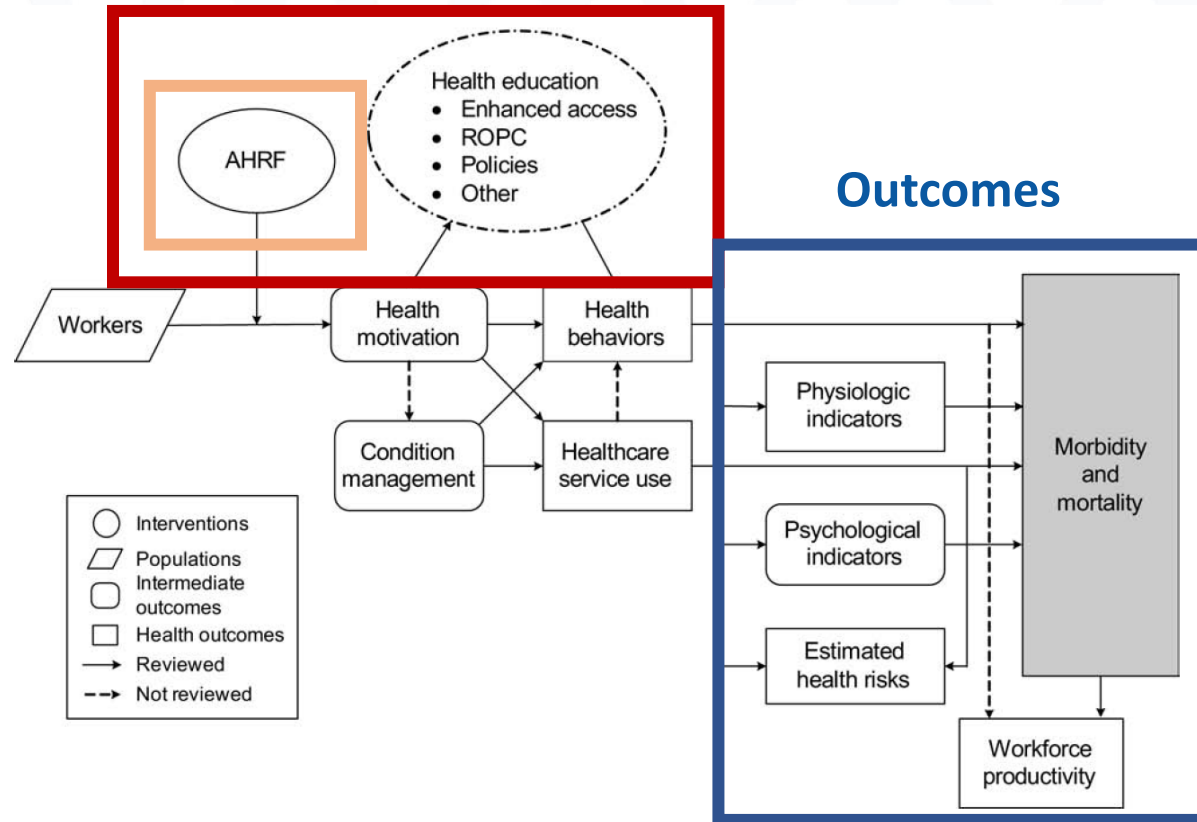 Health education
• Enhanced access
• ROPC
• Policies
• Other
AHRF
Outcomes
Workers
Health
motivation
Health
behaviors
Physiologic
indicators
Condition
management
Healthcare
service use
Morbidity
and
mortality
Psychological
indicators
Estimated
health risks
Workforce
productivity
Interventions
Populations
Intermediate
outcomes
Health outcomes
Reviewed
Not reviewed